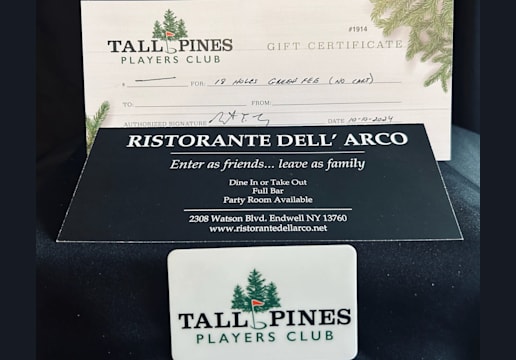 #1914
TALL PINES
PLAYERS CLUB
GIFT CERTIFICATE
$ FOR: 18 HOLES GREEN FEE (NO CART)
TO: FROM:
AUTHORIZED SIGNATURE DATE 10-10-2024
RISTORANTE DELL' ARCO
Enter as friends... leave as family
Dine In or Take Out
Full Bar
Party Room Available
2308 Watson Blvd. Endwell NY 13760
www.ristorantedellarco.net
TALL PINES
PLAYERS CLUB